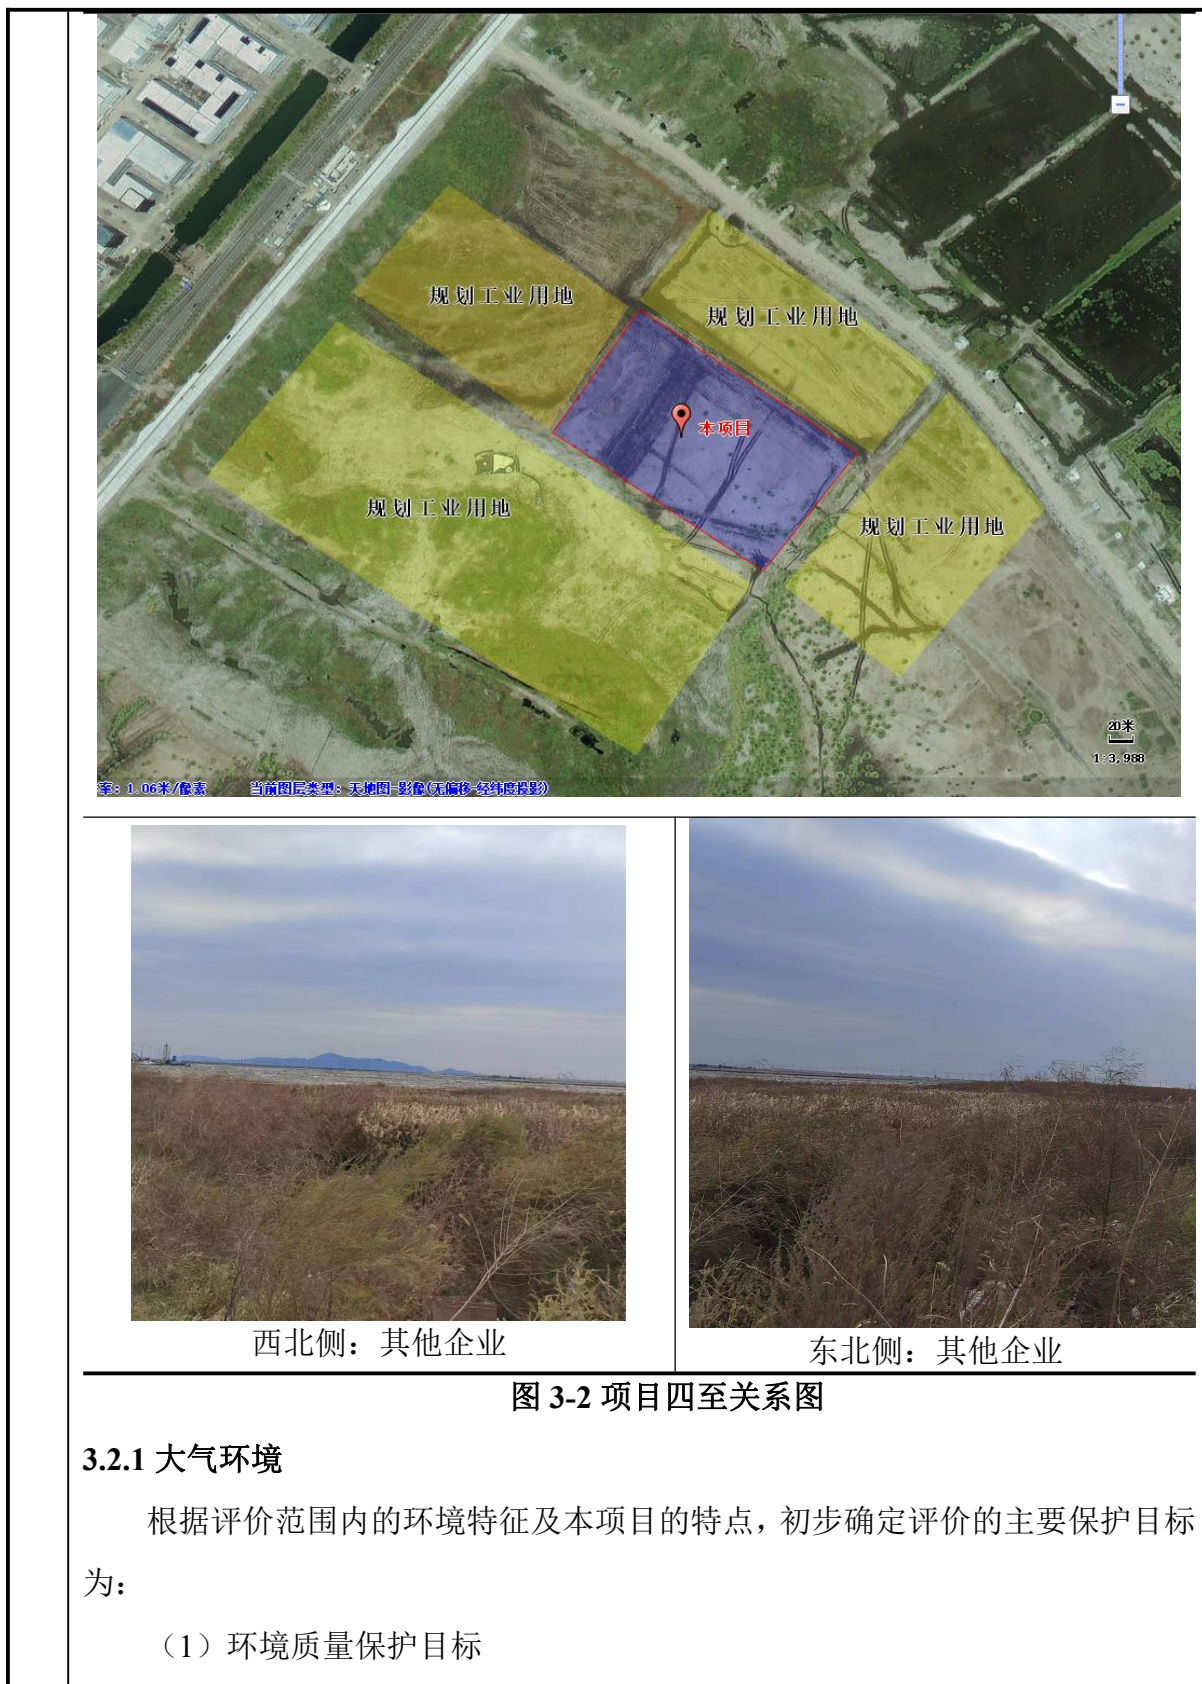 规划工业用地
规划工业用地
本项目
规划工业用地
规划工业用地
20米
1:3,988
率: 1.06米/像素 当前图层类型: 天地图-影像(无偏移-经纬度投影)
西北侧：其他企业
东北侧：其他企业
图 3-2 项目四至关系图
3.2.1 大气环境
根据评价范围内的环境特征及本项目的特点，初步确定评价的主要保护目标
为：
（1）环境质量保护目标